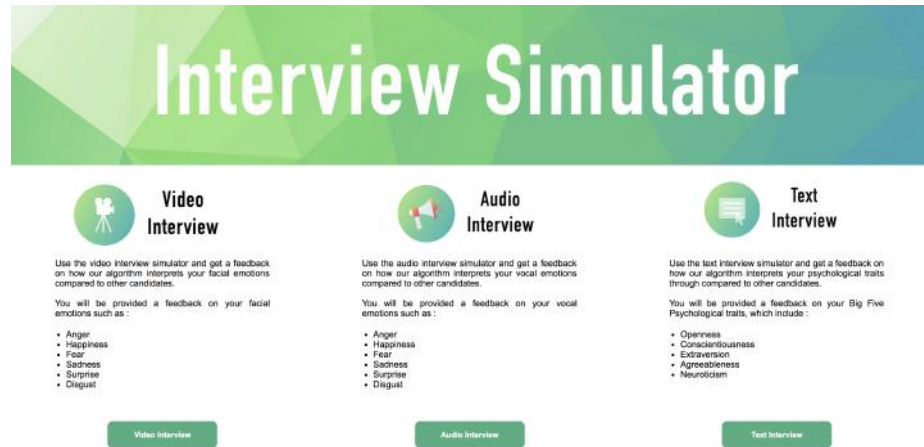 Interview Simulator
Video
Interview
Use the video interview simulator and get a feedback
on how our algorithm interprets your facial emotions
compared to other candidates.
You will be provided a feedback on your facial
emotions such as :
• Anger
• Happiness
• Fear
• Sadness
• Surprise
• Disgust
Video Interview
Audio
Interview
Use the audio interview simulator and get a feedback
on how our algorithm interprets your vocal emotions
compared to other candidates.
You will be provided a feedback on your vocal
emotions such as :
• Anger
• Happiness
• Fear
• Sadness
• Surprise
• Disgust
Audio Interview
Text
Interview
Use the text interview simulator and get a feedback on
how our algorithm interprets your psychological traits
through compared to other candidates.
You will be provided a feedback on your Big Five
Psychological traits, which include :
• Openness
• Conscientiousness
• Extraversion
• Agreeableness
• Neuroticism
Text Interview